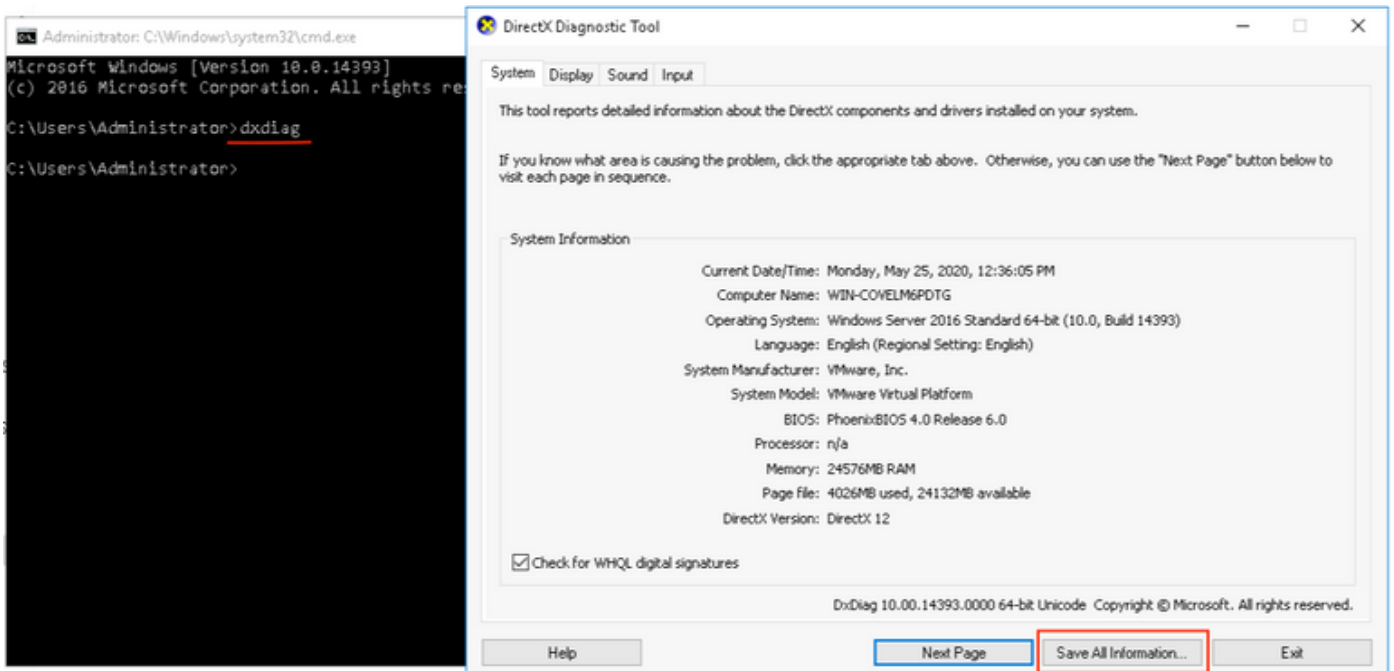 Administrator: C:\Windows\system32\cmd.exe
Microsoft Windows [Version 10.0.14393]
(c) 2016 Microsoft Corporation. All rights re
C:\Users\Administrator>dxdiag
C:\Users\Administrator>
DirectX Diagnostic Tool
System Display Sound Input
This tool reports detailed information about the DirectX components and drivers installed on your system.
If you know what area is causing the problem, click the appropriate tab above. Otherwise, you can use the "Next Page" button below to
visit each page in sequence.
System Information
Current Date/Time: Monday, May 25, 2020, 12:36:05 PM
Computer Name: WIN-COVELM6PDTG
Operating System: Windows Server 2016 Standard 64-bit (10.0, Build 14393)
Language: English (Regional Setting: English)
System Manufacturer: VMware, Inc.
System Model: VMware Virtual Platform
BIOS: PhoenixBIOS 4.0 Release 6.0
Processor: n/a
Memory: 24576MB RAM
Page file: 4026MB used, 24132MB available
DirectX Version: DirectX 12
Check for WHQL digital signatures
DxDiag 10.00.14393.0000 64-bit Unicode Copyright © Microsoft. All rights reserved.
Help Next Page Save All Information... Exit